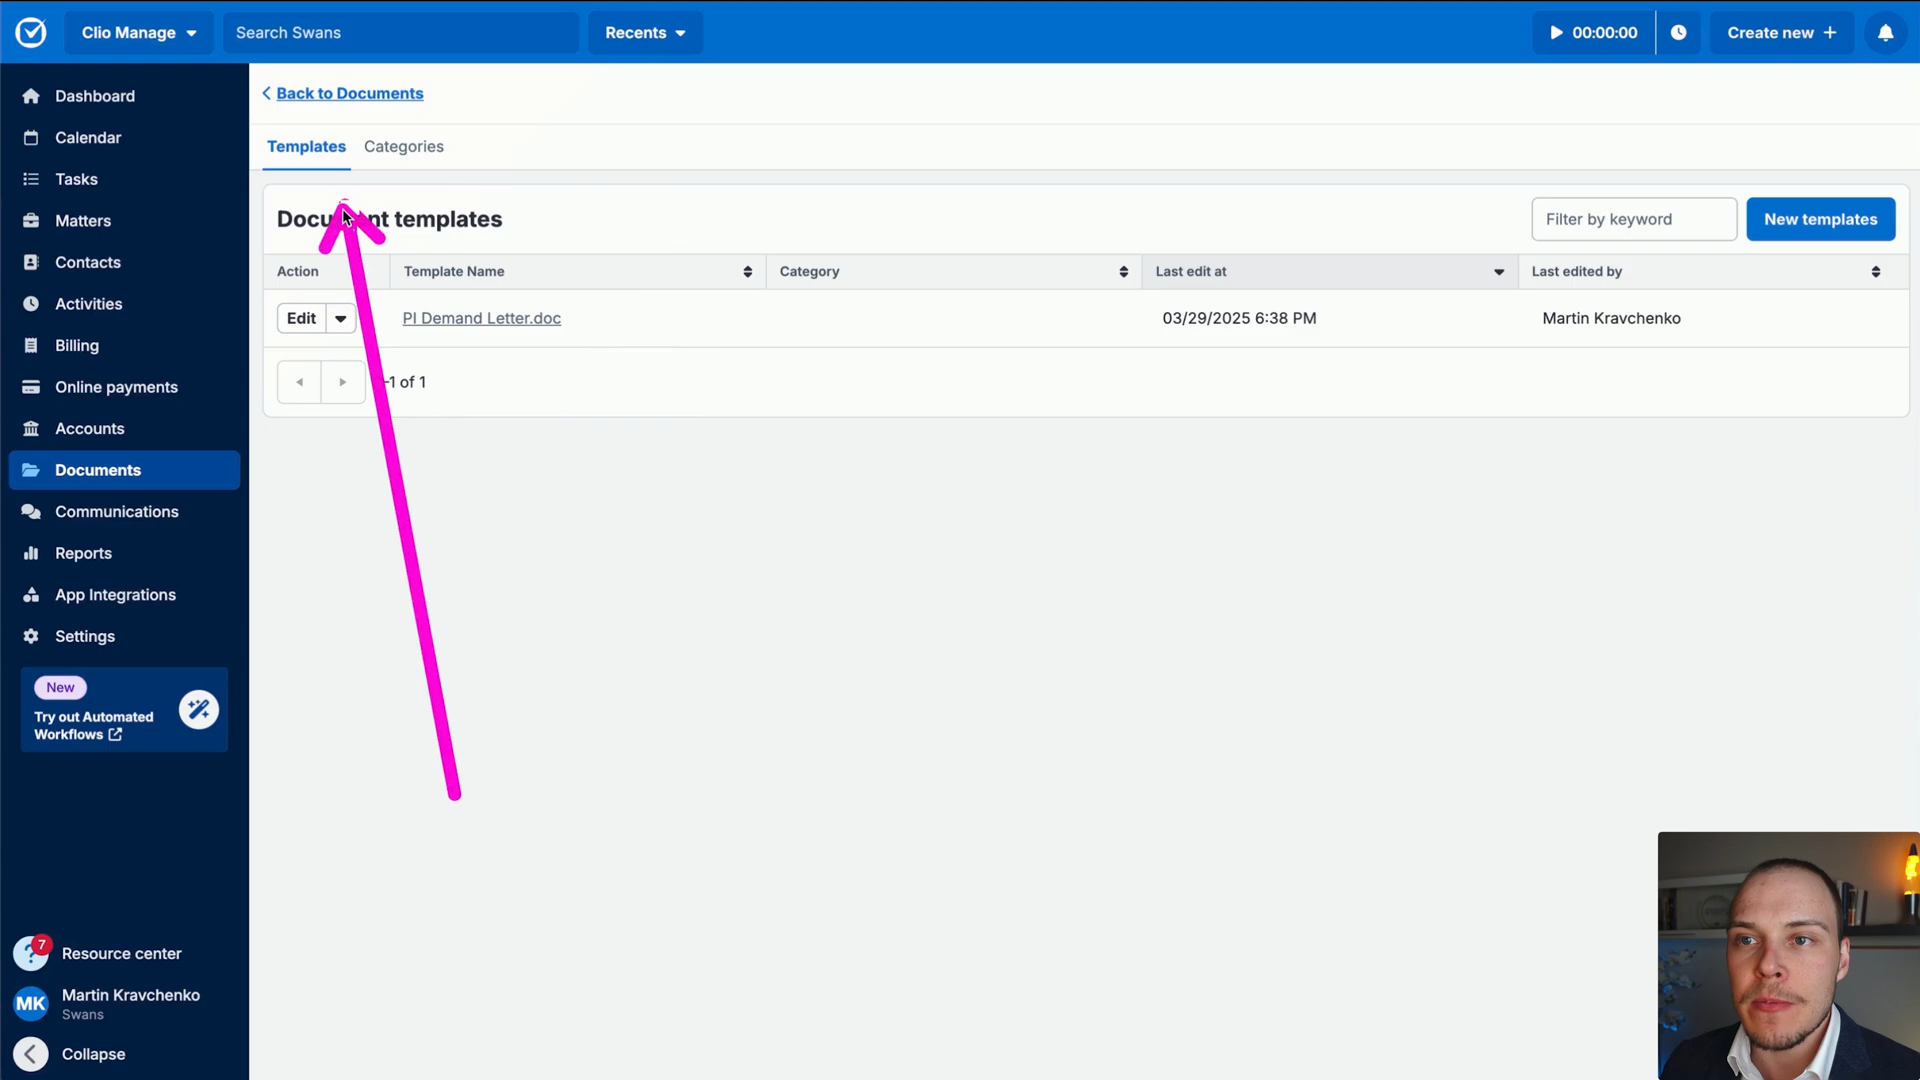 Clio Manage
Search Swans
Recents
00:00:00
Create new
Dashboard
Calendar
Tasks
Matters
Contacts
Activities
Billing
Online payments
Accounts
Documents
Communications
Reports
App Integrations
Settings
New
Try out Automated
Workflows
7
?
Resource center
MK
Martin Kravchenko
Swans
Collapse
Back to Documents
Templates Categories
templates
Filter by keyword
New templates
Action Template Name Category Last edit at Last edited by
Edit PI Demand Letter.doc 03/29/2025 6:38 PM Martin Kravchenko
1 of 1